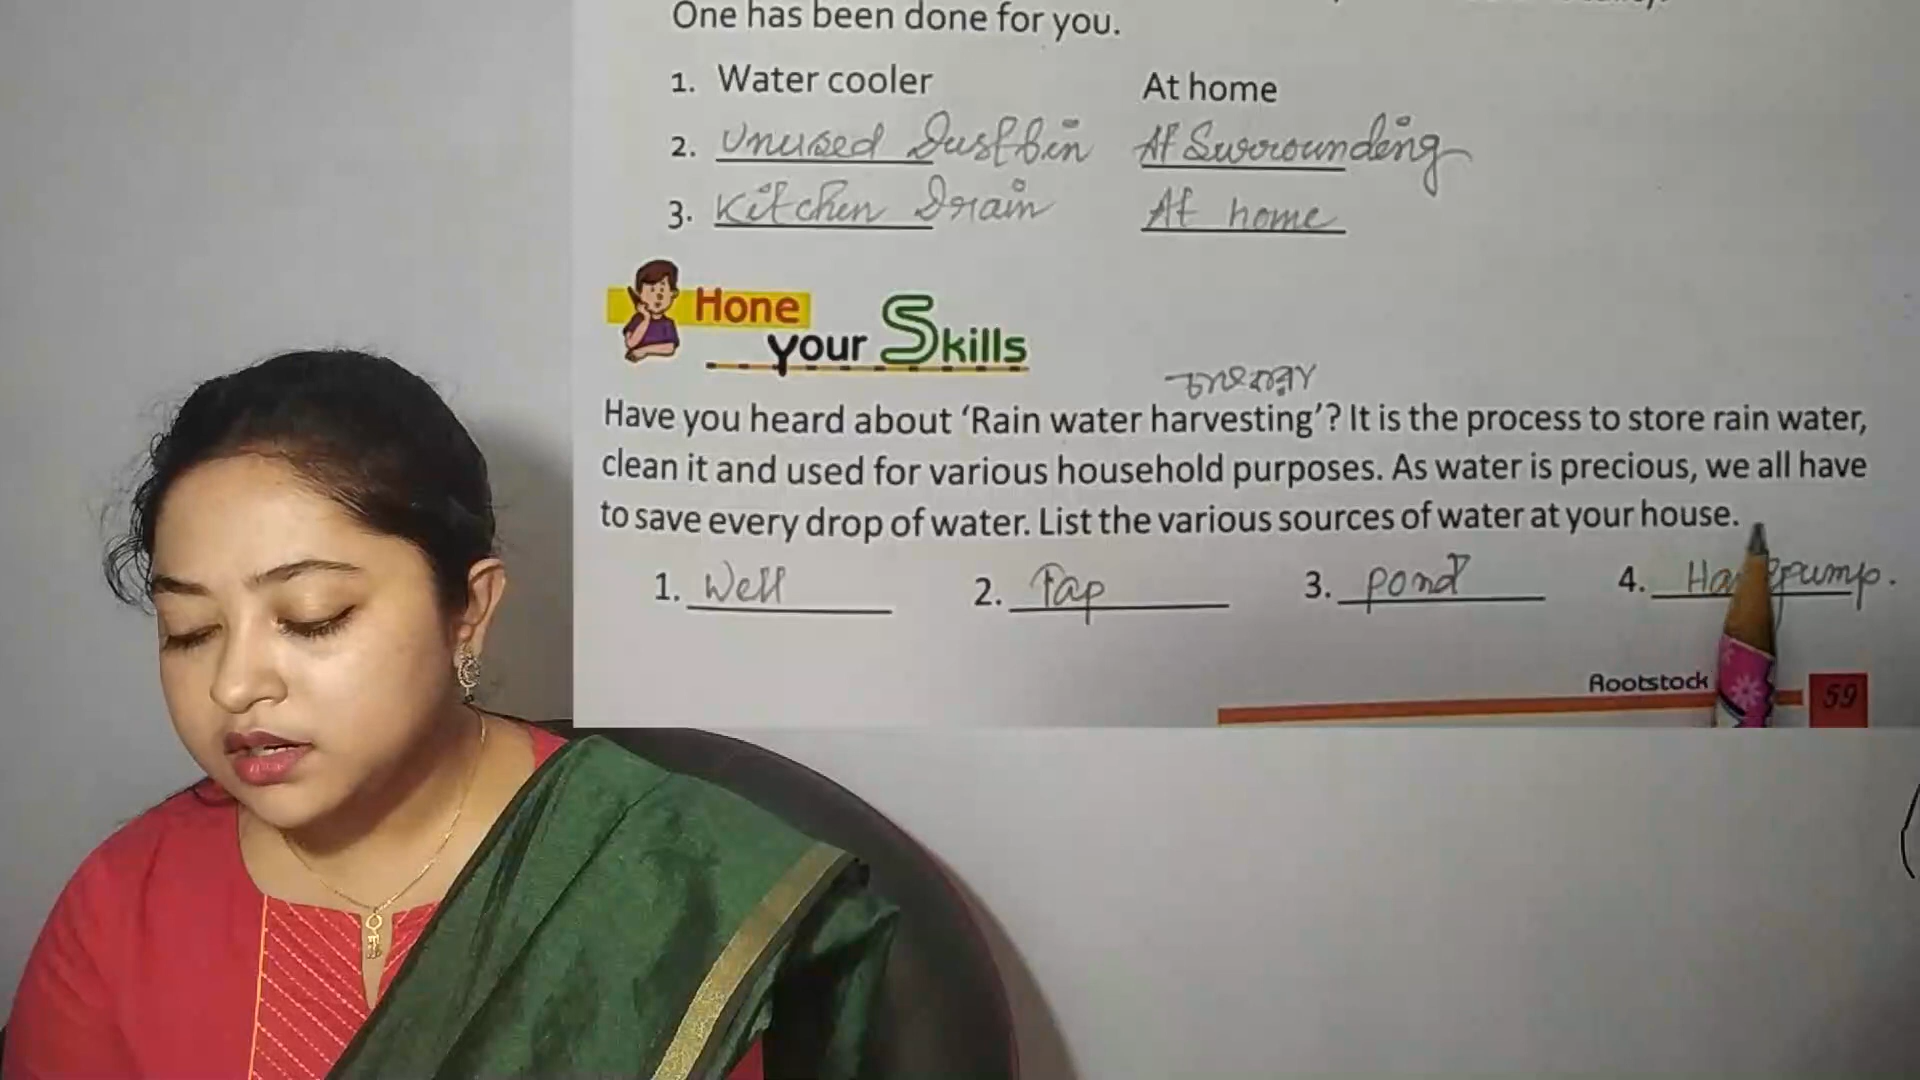 One has been done for you.
1. Water cooler At home
2. Unused Dustbin At Surrounding
3. Kitchen Drain At home
Hone
your Skills
সংরক্ষণ
Have you heard about ‘Rain water harvesting’? It is the process to store rain water,
clean it and used for various household purposes. As water is precious, we all have
to save every drop of water. List the various sources of water at your house.
1. Well 2. Tap 3. pond 4.
Rootstock 59